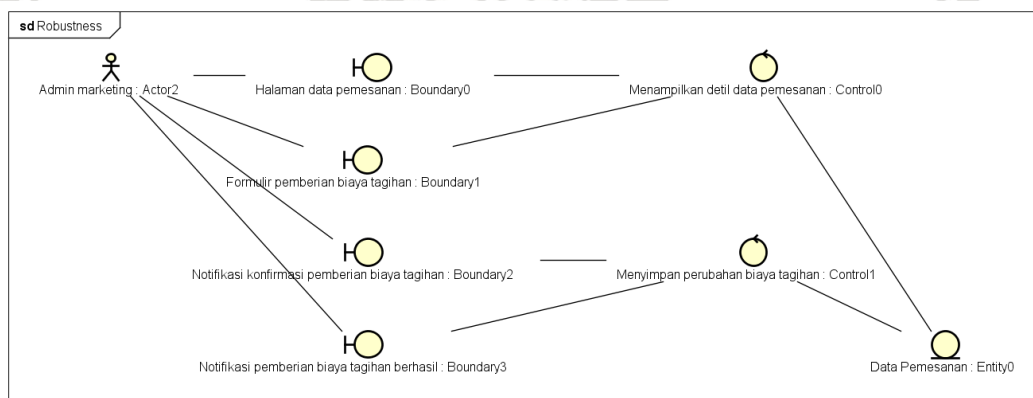 sd Robustness
Admin marketing : Actor2
Halaman data pemesanan : Boundary0
Menampilkan detil data pemesanan : Control0
Formulir pemberian biaya tagihan : Boundary1
Notifikasi konfirmasi pemberian biaya tagihan : Boundary2
Menyimpan perubahan biaya tagihan : Control1
Notifikasi pemberian biaya tagihan berhasil : Boundary3
Data Pemesanan : Entity0